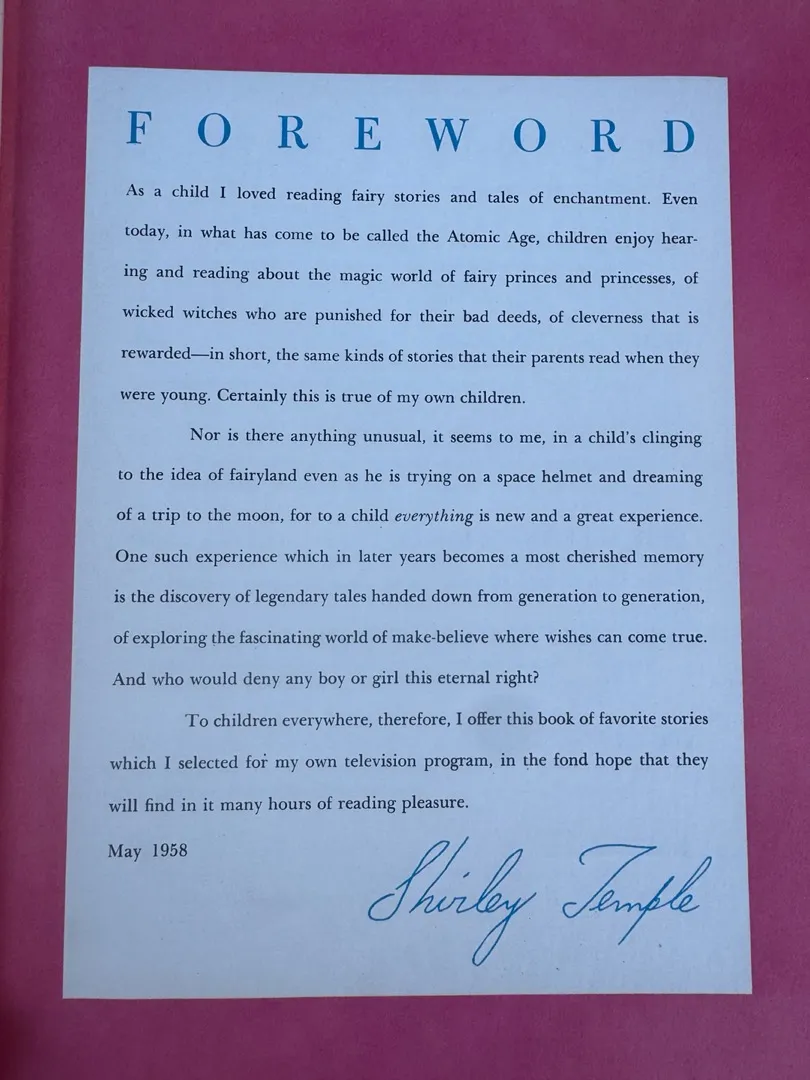 FOREWORD
As a child I loved reading fairy stories and tales of enchantment. Even
today, in what has come to be called the Atomic Age, children enjoy hear-
ing and reading about the magic world of fairy princes and princesses, of
wicked witches who are punished for their bad deeds, of cleverness that is
rewarded—in short, the same kinds of stories that their parents read when they
were young. Certainly this is true of my own children.
Nor is there anything unusual, it seems to me, in a child's clinging
to the idea of fairyland even as he is trying on a space helmet and dreaming
of a trip to the moon, for to a child everything is new and a great experience.
One such experience which in later years becomes a most cherished memory
is the discovery of legendary tales handed down from generation to generation,
of exploring the fascinating world of make-believe where wishes can come true.
And who would deny any boy or girl this eternal right?
To children everywhere, therefore, I offer this book of favorite stories
which I selected for my own television program, in the fond hope that they
will find in it many hours of reading pleasure.
May 1958
Shirley Temple